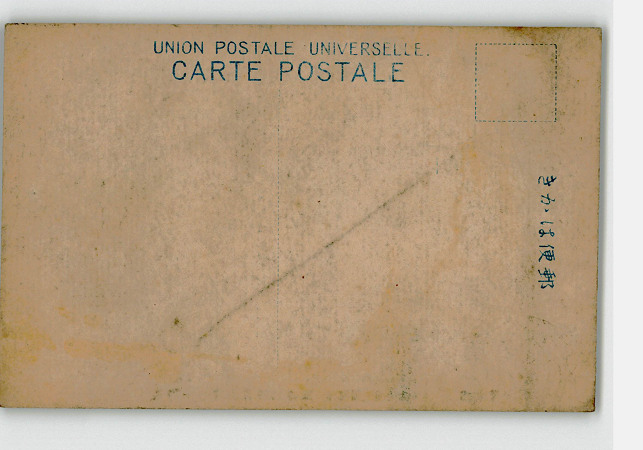 UNION POSTALE UNIVERSELLE.
CARTE POSTALE
郵便はかき